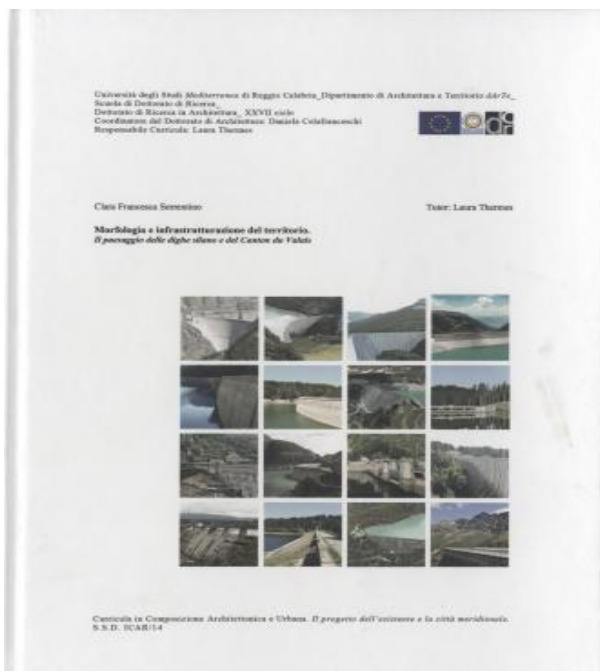 Università degli Studi Mediterranea di Reggio Calabria_Dipartimento di Architettura e Territorio dArTe_
Scuola di Dottorato di Ricerca_
Dottorato di Ricerca in Architettura_ XXVII ciclo
Coordinatore del Dottorato di Architettura: Daniele Colafranceschi
Responsabile Curricula: Laura Thermes
Clara Francesca Sorrentino
Tutor: Laura Thermes
Morfologia e infrastrutturazione del territorio.
Il paesaggio delle dighe silane e del Canton du Valais
Curricula in Composizione Architettonica e Urbana. Il progetto dell'esistente e la città meridionale.
S.S.D. ICAR/14